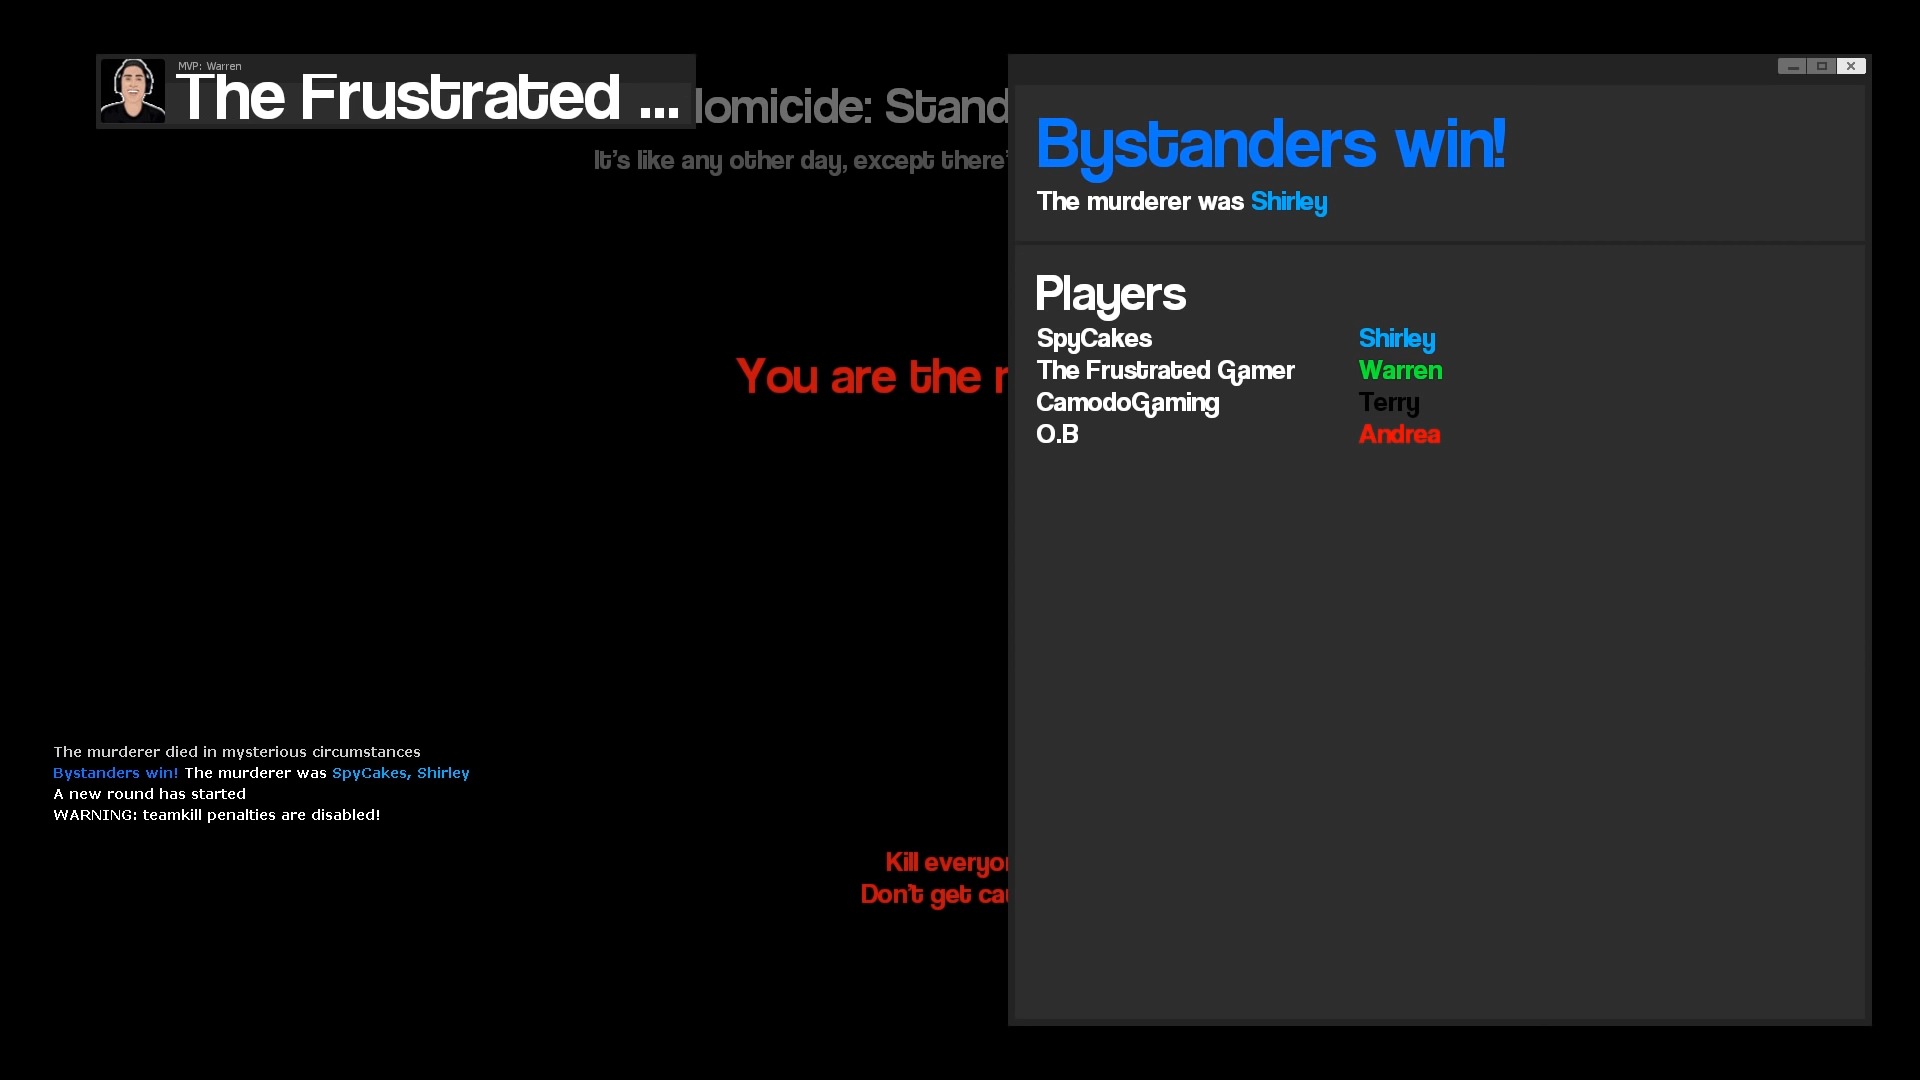 MVP: Warren
The Frustrated ...
omicide: Stand
It's like any other day, except there'
You are the
Kill everyo
Don't get ca
The murderer died in mysterious circumstances
Bystanders win! The murderer was SpyCakes, Shirley
A new round has started
WARNING: teamkill penalties are disabled!
Bystanders win!
The murderer was Shirley
Players
SpyCakes Shirley
The Frustrated Gamer Warren
CamodoGaming Terry
O.B Andrea